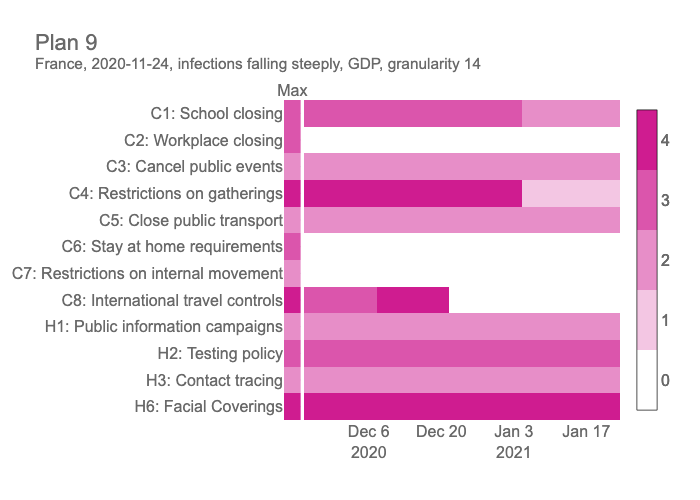 Plan 9
France, 2020-11-24, infections falling steeply, GDP, granularity 14
Max
C1: School closing
C2: Workplace closing
C3: Cancel public events
C4: Restrictions on gatherings
C5: Close public transport
C6: Stay at home requirements
C7: Restrictions on internal movement
C8: International travel controls
H1: Public information campaigns
H2: Testing policy
H3: Contact tracing
H6: Facial Coverings
Dec 6 Dec 20 Jan 3 Jan 17
2020 2021
4
3
2
1
0